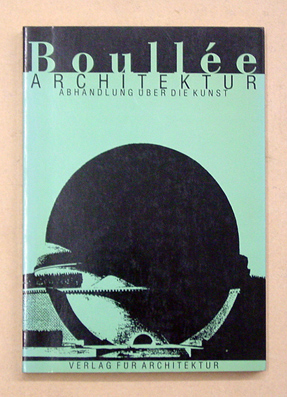 Boullée
ARCHITEKTUR
ABHANDLUNG ÜBER DIE KUNST
VERLAG FÜR ARCHITEKTUR